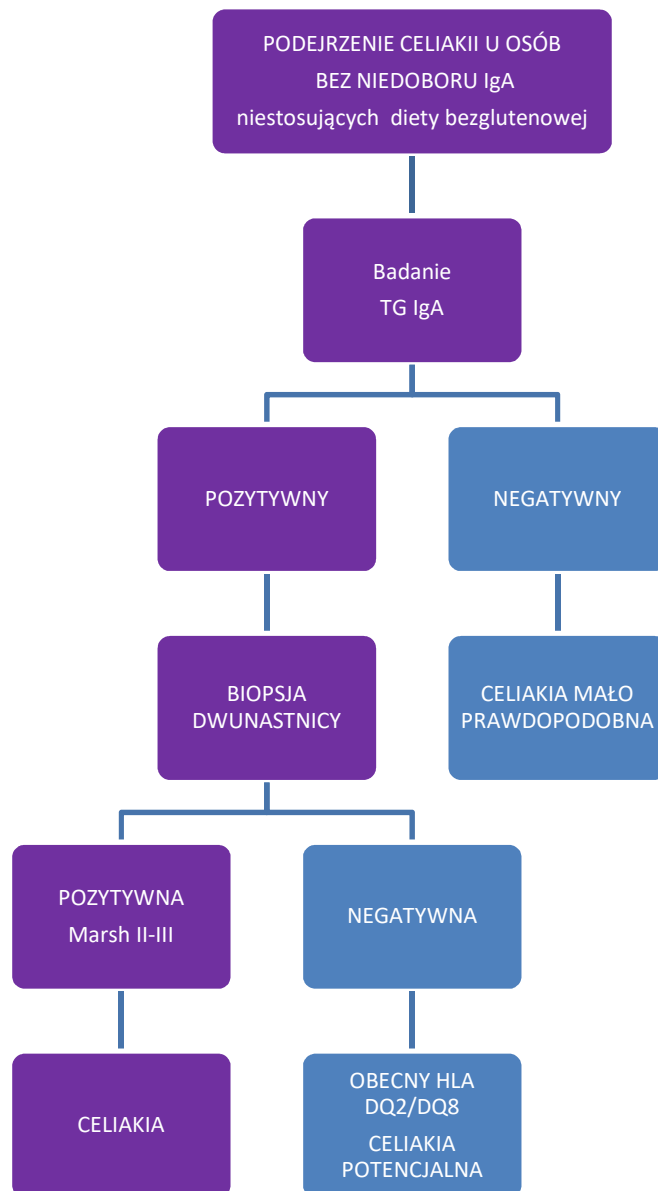 PODEJRZENIE CELIAKII U OSÓB
BEZ NIEDOBORU IgA
niestosujących diety bezglutenowej
Badanie
TG IgA
POZYTYWNY
NEGATYWNY
BIOPSJA
DWUNASTNICY
CELIAKIA MAŁO
PRAWDOPODOBNA
POZYTYWNA
Marsh II-III
NEGATYWNA
CELIAKIA
OBECNY HLA
DQ2/DQ8
CELIAKIA
POTENCJALNA